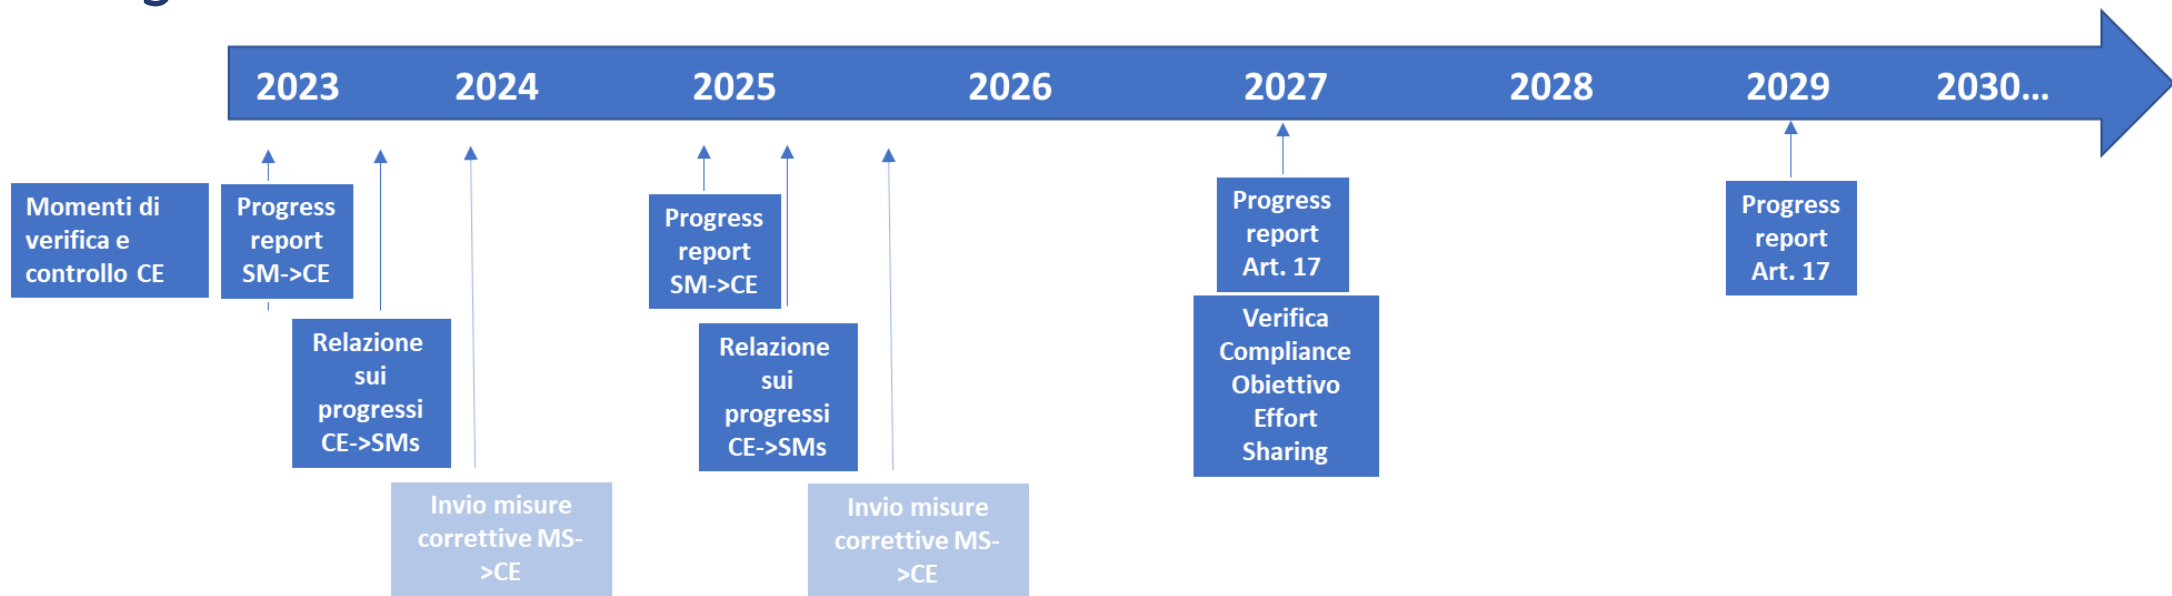 2023 2024 2025 2026 2027 2028 2029 2030...
Momenti di
verifica e
controllo CE
Progress
report
SM->CE
Relazione
sui
progressi
CE->SMs
Invio misure
correttive MS-
>CE
Progress
report
SM->CE
Relazione
sui
progressi
CE->SMs
Invio misure
correttive MS-
>CE
Progress
report
Art. 17
Verifica
Compliance
Obiettivo
Effort
Sharing
Progress
report
Art. 17